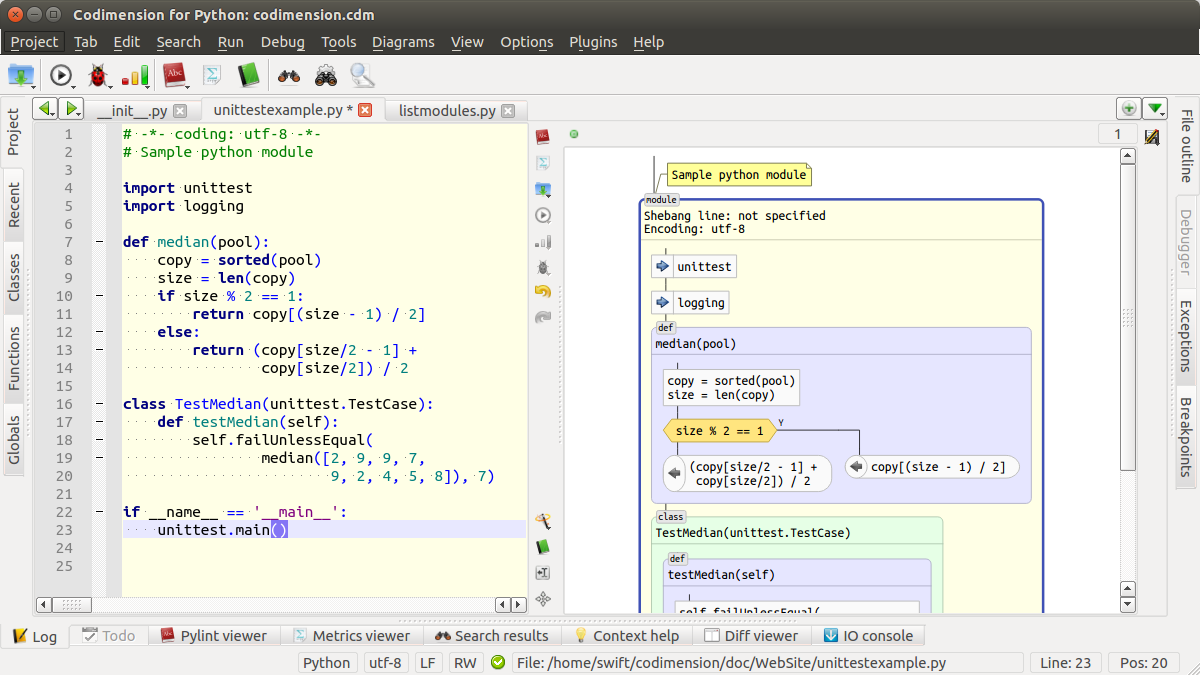 Codimension for Python: codimension.cdm
Project Tab Edit Search Run Debug Tools Diagrams View Options Plugins Help
Abc
__init__.py unittestexample.py * listmodules.py
Project
Recent
Classes
Functions
Globals
1 # -*- coding: utf-8 -*-
2 # Sample python module
3
4 import unittest
5 import logging
6
7 def median(pool):
8 copy = sorted(pool)
9 size = len(copy)
10 if size % 2 == 1:
11 return copy[(size - 1) / 2]
12 else:
13 return (copy[size/2 - 1] +
14 copy[size/2]) / 2
15
16 class TestMedian(unittest.TestCase):
17 def testMedian(self):
18 self.failUnlessEqual(
19 median([2, 9, 9, 7,
20 9, 2, 4, 5, 8]), 7)
21
22 if __name__ == '__main__':
23 unittest.main()
24
25
1
Sample python module
module
Shebang line: not specified
Encoding: utf-8
unittest
logging
def
median(pool)
copy = sorted(pool)
size = len(copy)
size % 2 == 1
Y
(copy[size/2 - 1] +
copy[size/2]) / 2
copy[(size - 1) / 2]
class
TestMedian(unittest.TestCase)
def
testMedian(self)
self.failUnlessEqual(
File outline
Debugger
Exceptions
Breakpoints
Log Todo Pylint viewer Metrics viewer Search results Context help Diff viewer IO console
Python utf-8 LF RW File: /home/swift/codimension/doc/WebSite/unittestexample.py Line: 23 Pos: 20